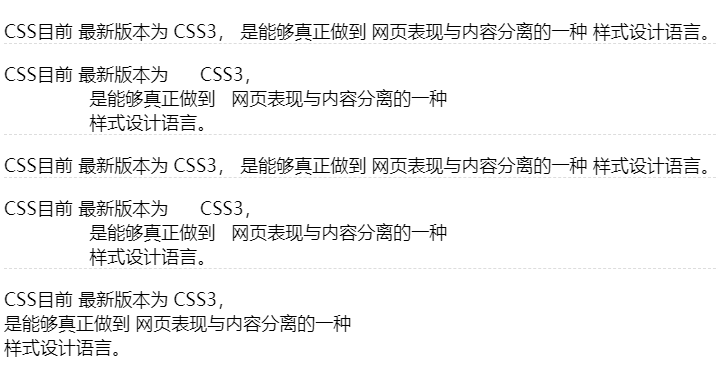 CSS目前 最新版本为 CSS3， 是能够真正做到 网页表现与内容分离的一种 样式设计语言。
CSS目前 最新版本为      CSS3，
是能够真正做到   网页表现与内容分离的一种
样式设计语言。
CSS目前 最新版本为 CSS3， 是能够真正做到 网页表现与内容分离的一种 样式设计语言。
CSS目前 最新版本为      CSS3，
是能够真正做到   网页表现与内容分离的一种
样式设计语言。
CSS目前 最新版本为 CSS3，
是能够真正做到 网页表现与内容分离的一种
样式设计语言。